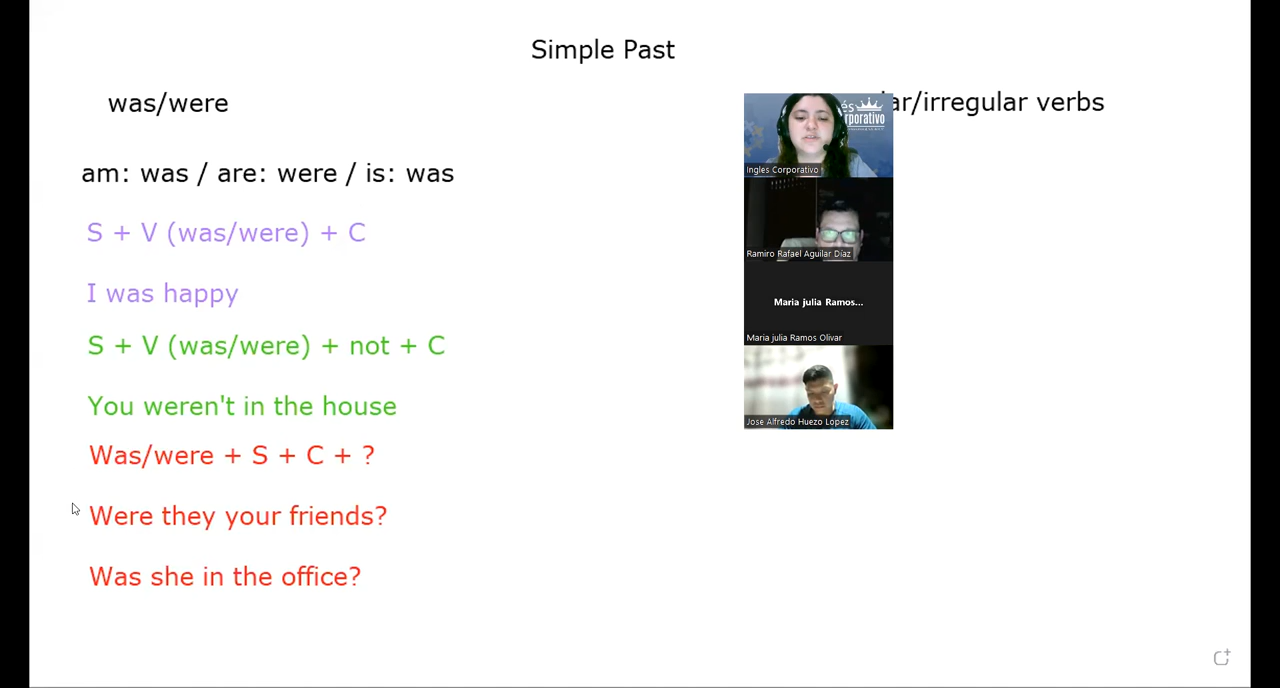 Simple Past
was/were
/irregular verbs
am: was / are: were / is: was
S + V (was/were) + C
I was happy
S + V (was/were) + not + C
You weren't in the house
Was/were + S + C + ?
Were they your friends?
Was she in the office?
Ingles Corporativo
Ramiro Rafael Aguilar Díaz
Maria julia Ramos...
Maria julia Ramos Olivar
Jose Alfredo Huezo Lopez